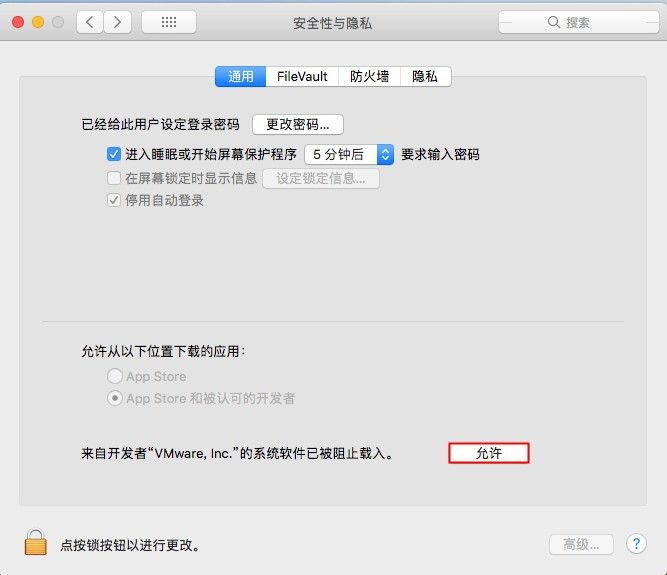 安全性与隐私
搜索
通用 FileVault 防火墙 隐私
已经给此用户设定登录密码 更改密码...
进入睡眠或开始屏幕保护程序 5 分钟后 要求输入密码
在屏幕锁定时显示信息 设定锁定信息...
停用自动登录
允许从以下位置下载的应用：
App Store
App Store 和被认可的开发者
来自开发者“VMware, Inc.”的系统软件已被阻止载入。 允许
点按锁按钮以进行更改。 高级... ?